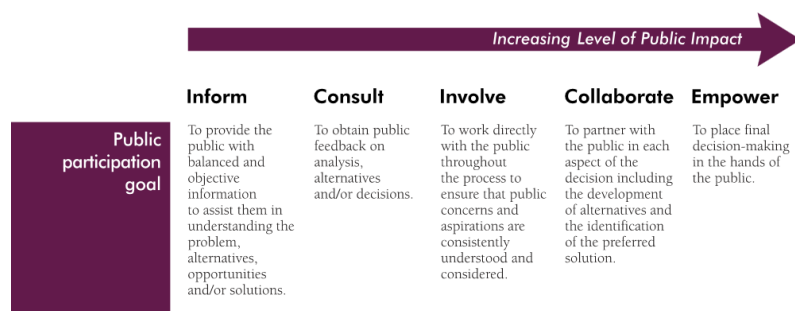 Increasing Level of Public Impact
Inform
Consult
Involve
Collaborate
Empower
Public
participation
goal
To provide the
public with
balanced and
objective
information
to assist them in
understanding the
problem,
alternatives,
opportunities
and/or solutions.
To obtain public
feedback on
analysis,
alternatives
and/or decisions.
To work directly
with the public
throughout
the process to
ensure that public
concerns and
aspirations are
consistently
understood and
considered.
To partner with
the public in each
aspect of the
decision including
the development
of alternatives and
the identification
of the preferred
solution.
To place final
decision-making
in the hands of
the public.